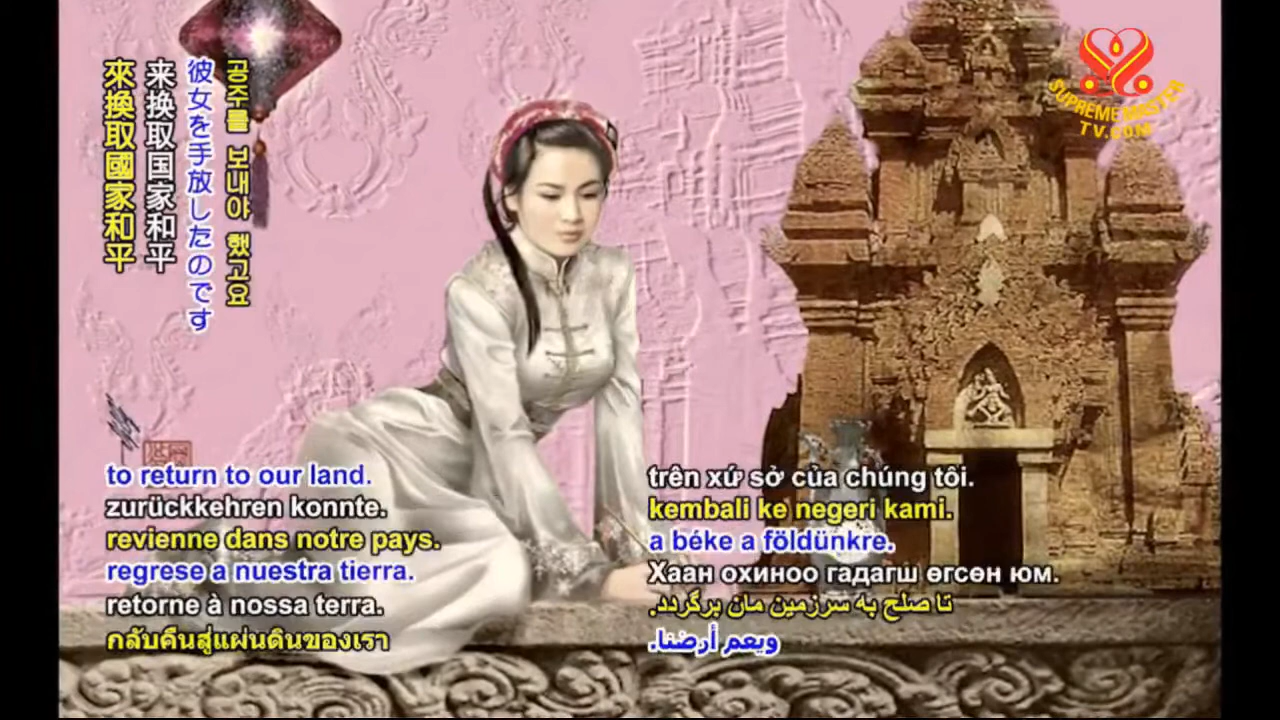 來換取國家和平
来换取国家和平
彼女を手放したのです
공주를 보내야 했고요
SUPREME MASTER
TV.COM
to return to our land.
zurückkehren konnte.
revienne dans notre pays.
regrese a nuestra tierra.
retorne à nossa terra.
กลับคืนสู่แผ่นดินของเรา
trên xứ sở của chúng tôi.
kembali ke negeri kami.
a béke a földünkre.
Хаан охиноо гадагш өгсөн юм.
تا صلح به سرزمین مان برگردد.
ويعم أرضنا.